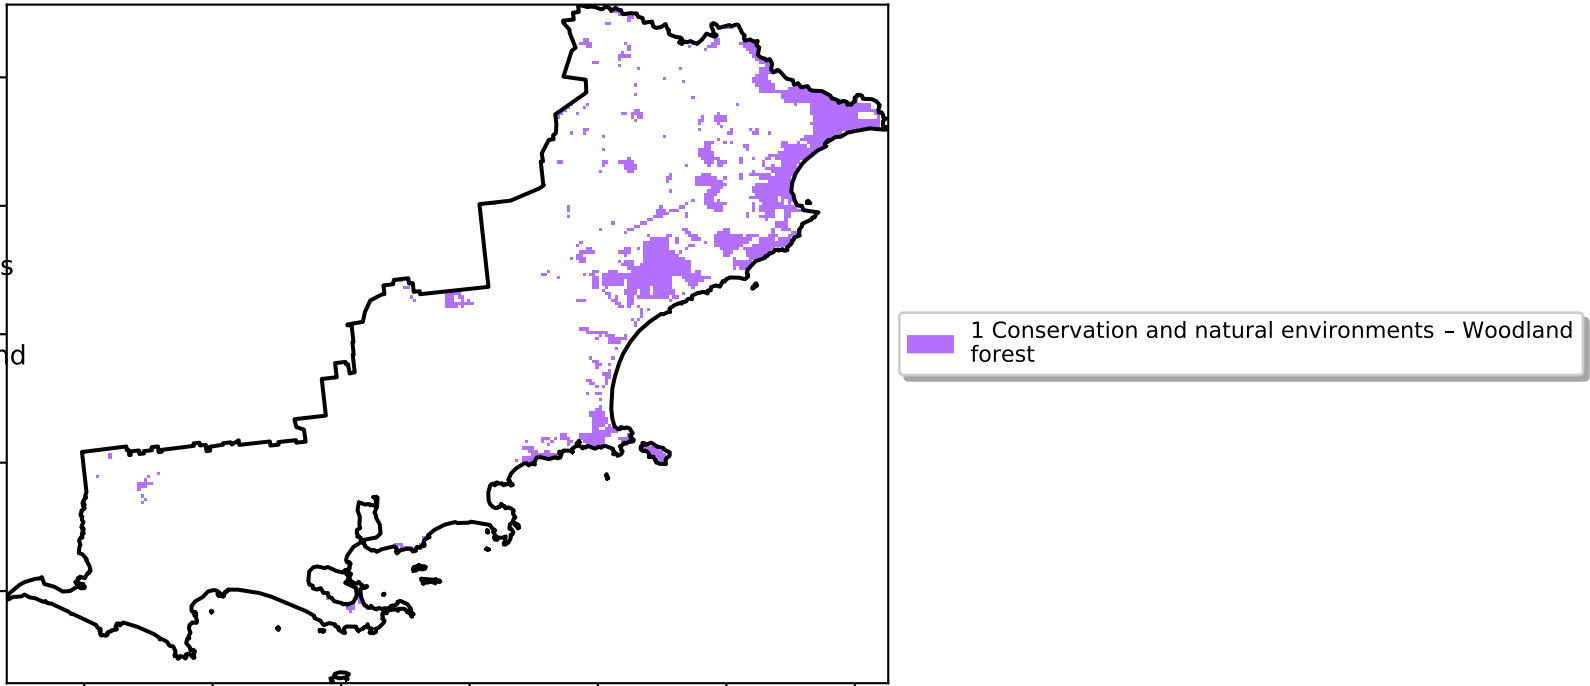 s
nd
1 Conservation and natural environments – Woodland
forest